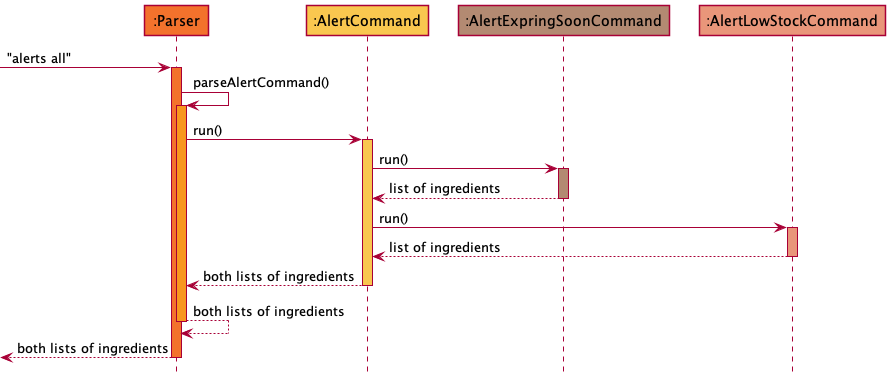 :Parser
:AlertCommand
:AlertExpringSoonCommand
:AlertLowStockCommand
"alerts all"
parseAlertCommand()
run()
run()
list of ingredients
run()
list of ingredients
both lists of ingredients
both lists of ingredients
both lists of ingredients